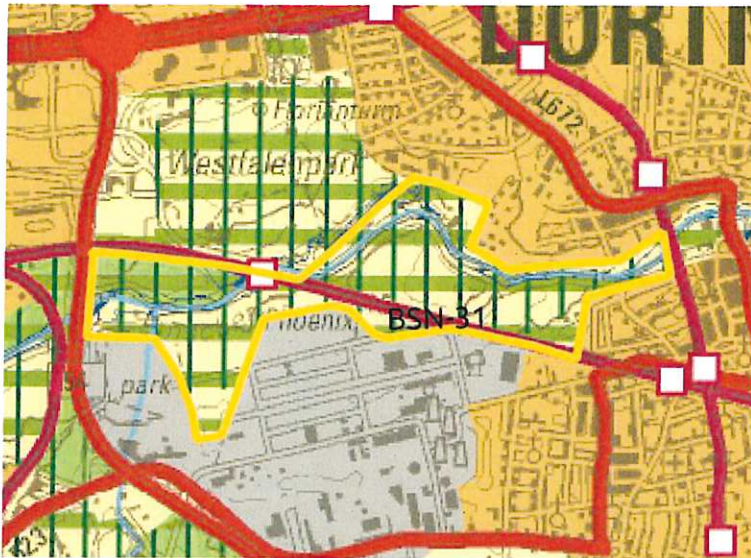 DORT
L672
Florianturm
Westfalenpark
BSN-31
Phoenix
park